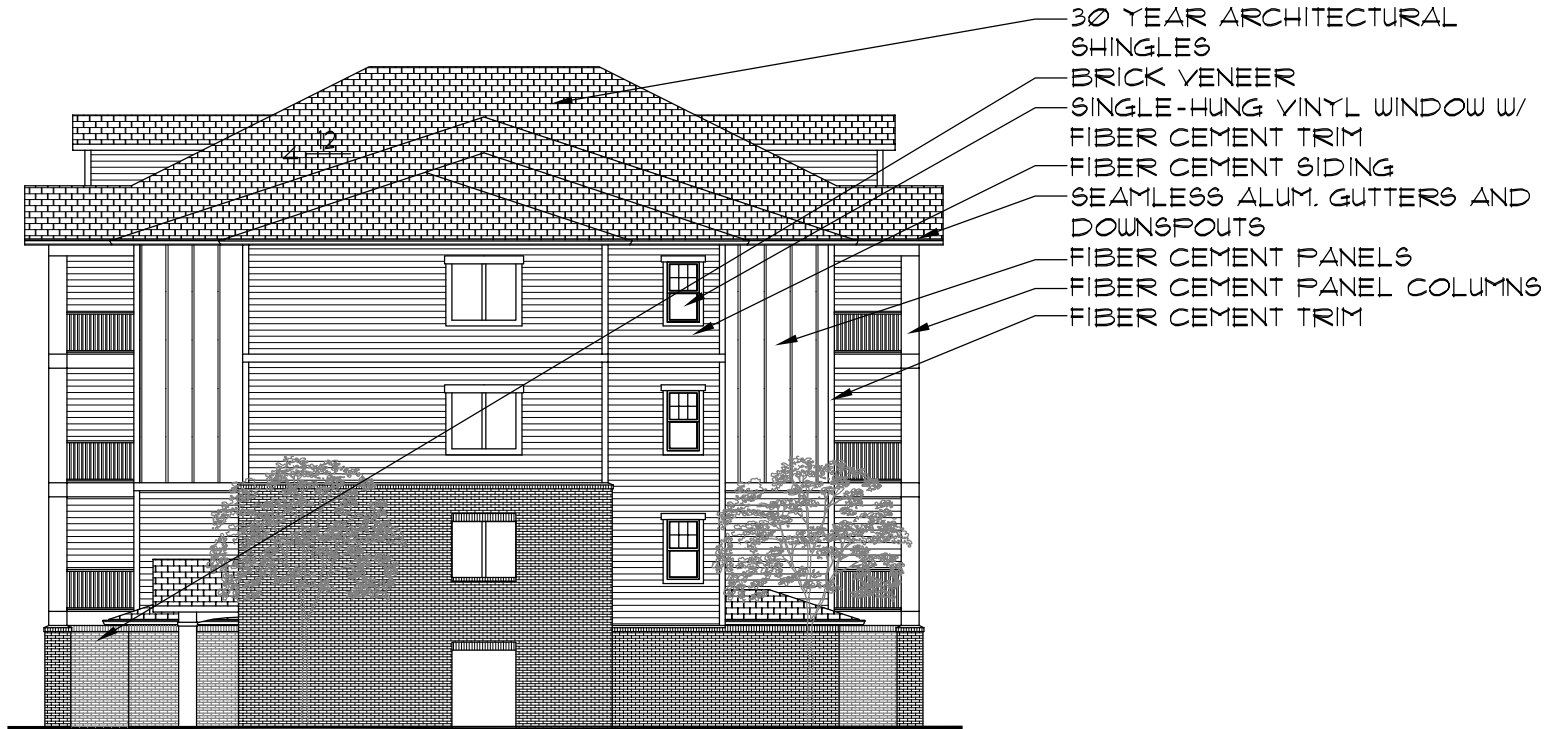 30 YEAR ARCHITECTURAL
SHINGLES
BRICK VENEER
SINGLE-HUNG VINYL WINDOW W/
FIBER CEMENT TRIM
FIBER CEMENT SIDING
SEAMLESS ALUM. GUTTERS AND
DOWNSPOUTS
FIBER CEMENT PANELS
FIBER CEMENT PANEL COLUMNS
FIBER CEMENT TRIM
12
4